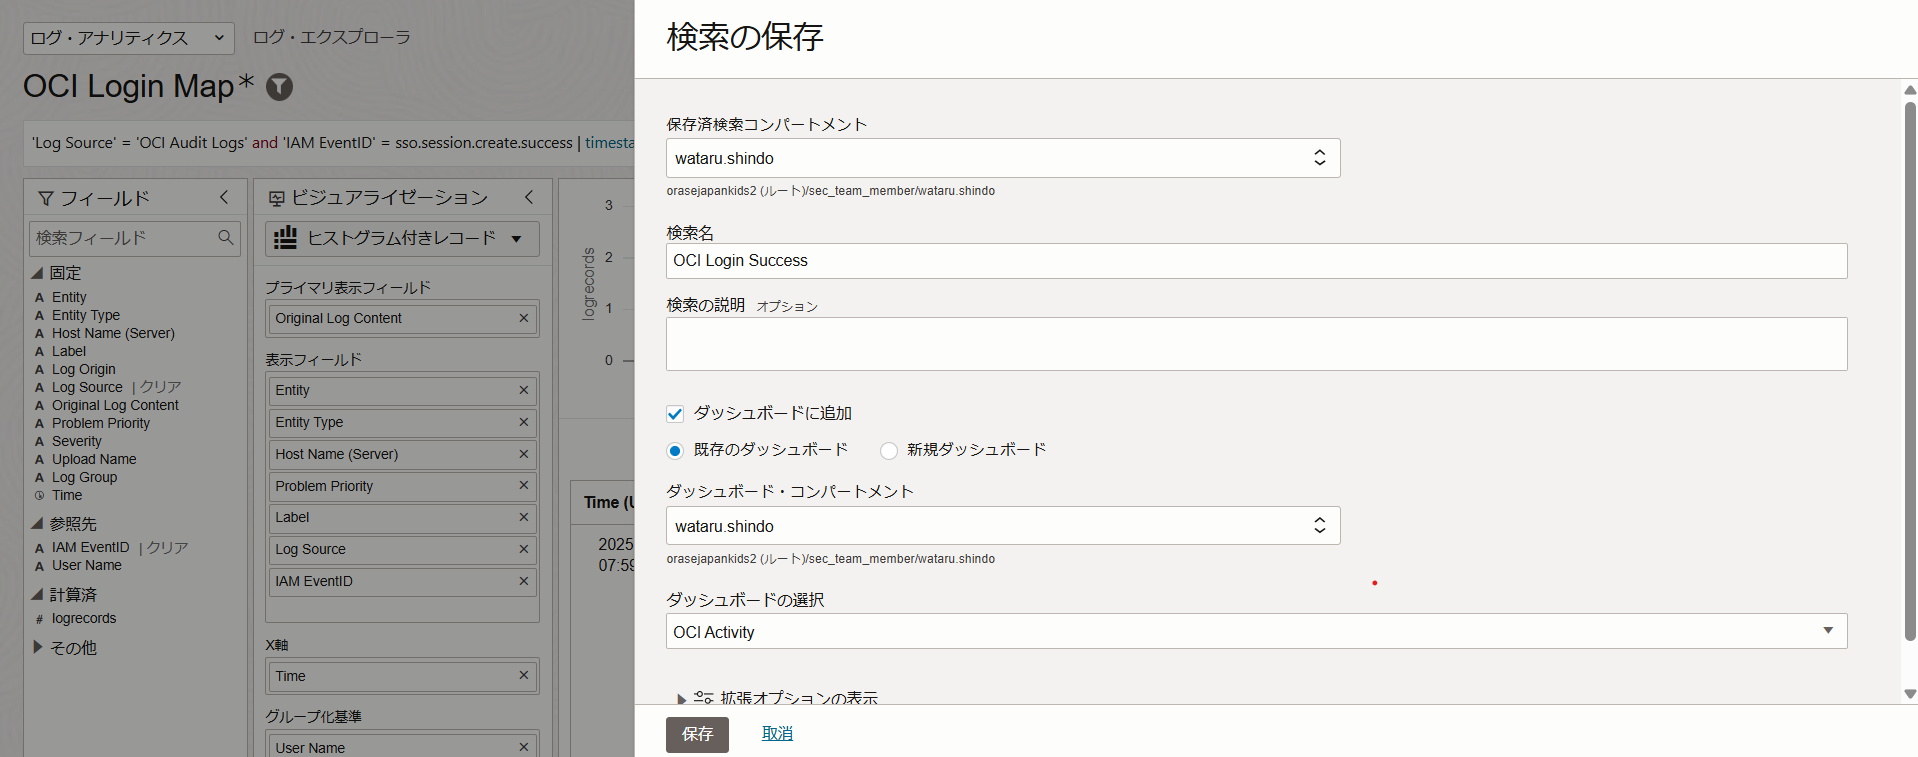 ログ・アナリティクス
ログ・エクスプローラ
OCI Login Map*
'Log Source' = 'OCI Audit Logs' and 'IAM EventID' = sso.session.create.success | timesta
フィールド
検索フィールド
固定
A Entity
A Entity Type
A Host Name (Server)
A Label
A Log Origin
A Log Source | クリア
A Original Log Content
A Problem Priority
A Severity
A Upload Name
A Log Group
Time
参照先
A IAM EventID | クリア
A User Name
計算済
# logrecords
その他
ビジュアライゼーション
ヒストグラム付きレコード
プライマリ表示フィールド
Original Log Content ×
表示フィールド
Entity ×
Entity Type ×
Host Name (Server) ×
Problem Priority ×
Label ×
Log Source ×
IAM EventID ×
X軸
Time ×
グループ化基準
User Name ×
logrecords
3
2
1
0
Time (U
2025
07:59
検索の保存
保存済検索コンパートメント
wataru.shindo
orasejapankids2 (ルート)/sec_team_member/wataru.shindo
検索名
OCI Login Success
検索の説明 オプション
ダッシュボードに追加
既存のダッシュボード 新規ダッシュボード
ダッシュボード・コンパートメント
wataru.shindo
orasejapankids2 (ルート)/sec_team_member/wataru.shindo
ダッシュボードの選択
OCI Activity
拡張オプションの表示
保存 取消